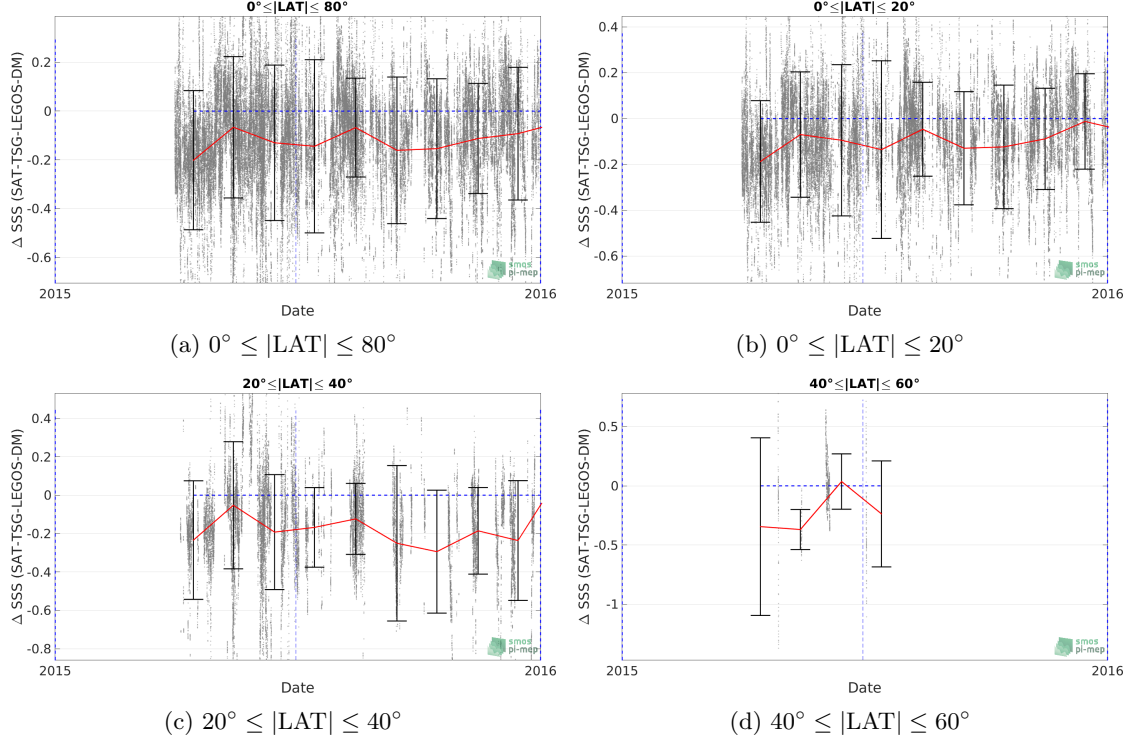 0°≤|LAT|≤ 80°
Δ SSS (SAT-TSG-LEGOS-DM)
0.2
0
-0.2
-0.4
-0.6
smos
pi-mep
2015
2016
Date
(a) 0° ≤ |LAT| ≤ 80°
0°≤|LAT|≤ 20°
Δ SSS (SAT-TSG-LEGOS-DM)
0.4
0.2
0
-0.2
-0.4
-0.6
smos
pi-mep
2015
2016
Date
(b) 0° ≤ |LAT| ≤ 20°
20°≤|LAT|≤ 40°
Δ SSS (SAT-TSG-LEGOS-DM)
0.4
0.2
0
-0.2
-0.4
-0.6
-0.8
smos
pi-mep
2015
2016
Date
(c) 20° ≤ |LAT| ≤ 40°
40°≤|LAT|≤ 60°
Δ SSS (SAT-TSG-LEGOS-DM)
0.5
0
-0.5
-1
smos
pi-mep
2015
2016
Date
(d) 40° ≤ |LAT| ≤ 60°